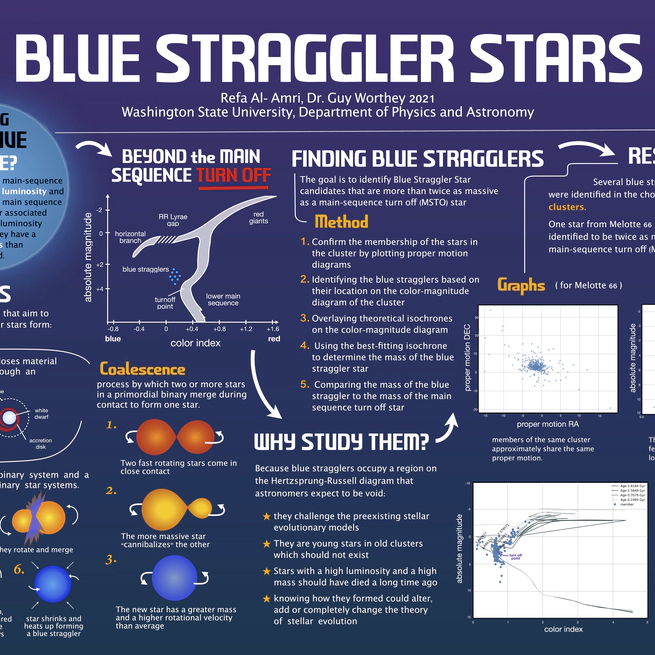 BLUE STRAGGLER STARS
Refa Al- Amri, Dr. Guy Worthey 2021
Washington State University, Department of Physics and Astronomy
E?
main-sequence
luminosity and
main sequence
r associated
luminosity
ey have a
s than
d.
S
that aim to
r stars form:
loses material
ough an
white
dwarf
accretion
disk
binary system and a
inary star systems.
hey rotate and merge
6.
star shrinks and
heats up forming
a blue straggler
BEYOND the MAIN
SEQUENCE TURN OFF
absolute magnitude
-2
0
+2
+4
RR Lyrae
gap
red
giants
horizontal
branch
blue stragglers
turnoff
point
lower main
sequence
-0.8 -0.4 0 +0.4 +0.8 +1.2 +1.6
blue red
color index
Coalescence
process by which two or more stars
in a primordial binary merge during
contact to form one star.
1.
Two fast rotating stars come in
close contact
2.
The more massive star
"cannibalizes" the other
3.
The new star has a greater mass
and a higher rotational velocity
than average
FINDING BLUE STRAGGLERS
The goal is to identify Blue Straggler Star
candidates that are more than twice as massive
as a main-sequence turn off (MSTO) star
Method
1. Confirm the membership of the stars in
the cluster by plotting proper motion
diagrams
2. Identifying the blue stragglers based on
their location on the color-magnitude
diagram of the cluster
3. Overlaying theoretical isochrones
on the color-magnitude diagram
4. Using the best-fitting isochrone
to determine the mass of the blue
straggler star
5. Comparing the mass of the blue
straggler to the mass of the main
sequence turn off star
WHY STUDY THEM?
Because blue stragglers occupy a region on
the Hertzsprung-Russell diagram that
astronomers expect to be void:
★ they challenge the preexisting stellar
evolutionary models
★ They are young stars in old clusters
which should not exist
★ Stars with a high luminosity and a high
mass should have died a long time ago
★ knowing how they formed could alter,
add or completely change the theory
of stellar evolution
RES
Several blue st
were identified in the cho
clusters.
One star from Melotte 66
identified to be twice as m
main-sequence turn off (M
Graphs ( for Melotte 66 )
proper motion DEC
proper motion RA
members of the same cluster
approximately share the same
proper motion.
absolute magnitude
absolute magnitude
member
turn-off
point
color index